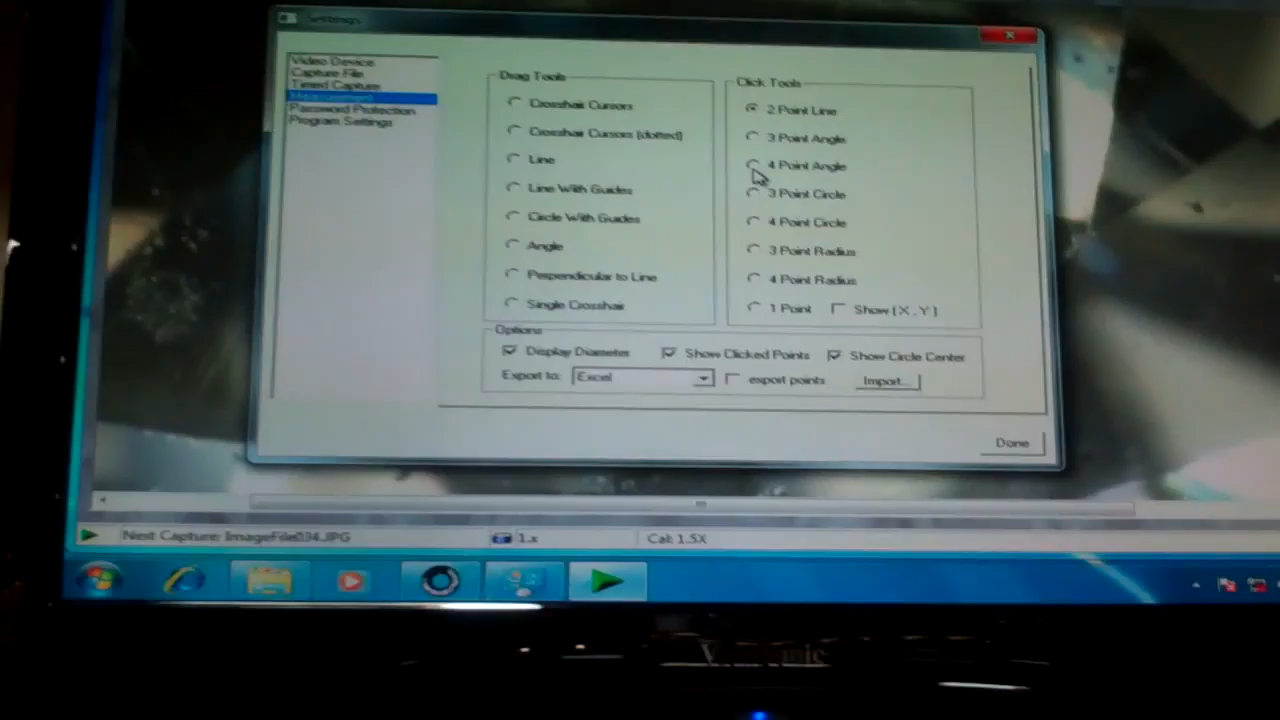 Settings
Video Device
Capture File
Timed Capture
Measurement
Password Protection
Program Settings
Drag Tools
Crosshair Cursors
Crosshair Cursors (dotted)
Line
Line With Guides
Circle With Guides
Angle
Perpendicular to Line
Single Crosshair
Click Tools
2 Point Line
3 Point Angle
4 Point Angle
3 Point Circle
4 Point Circle
3 Point Radius
4 Point Radius
1 Point Show (X,Y)
Options
Display Diameter Show Clicked Points Show Circle Center
Export to: Excel export points Import...
Done
Next Capture: ImageFile034.JPG 1.x Cal: 1.5X